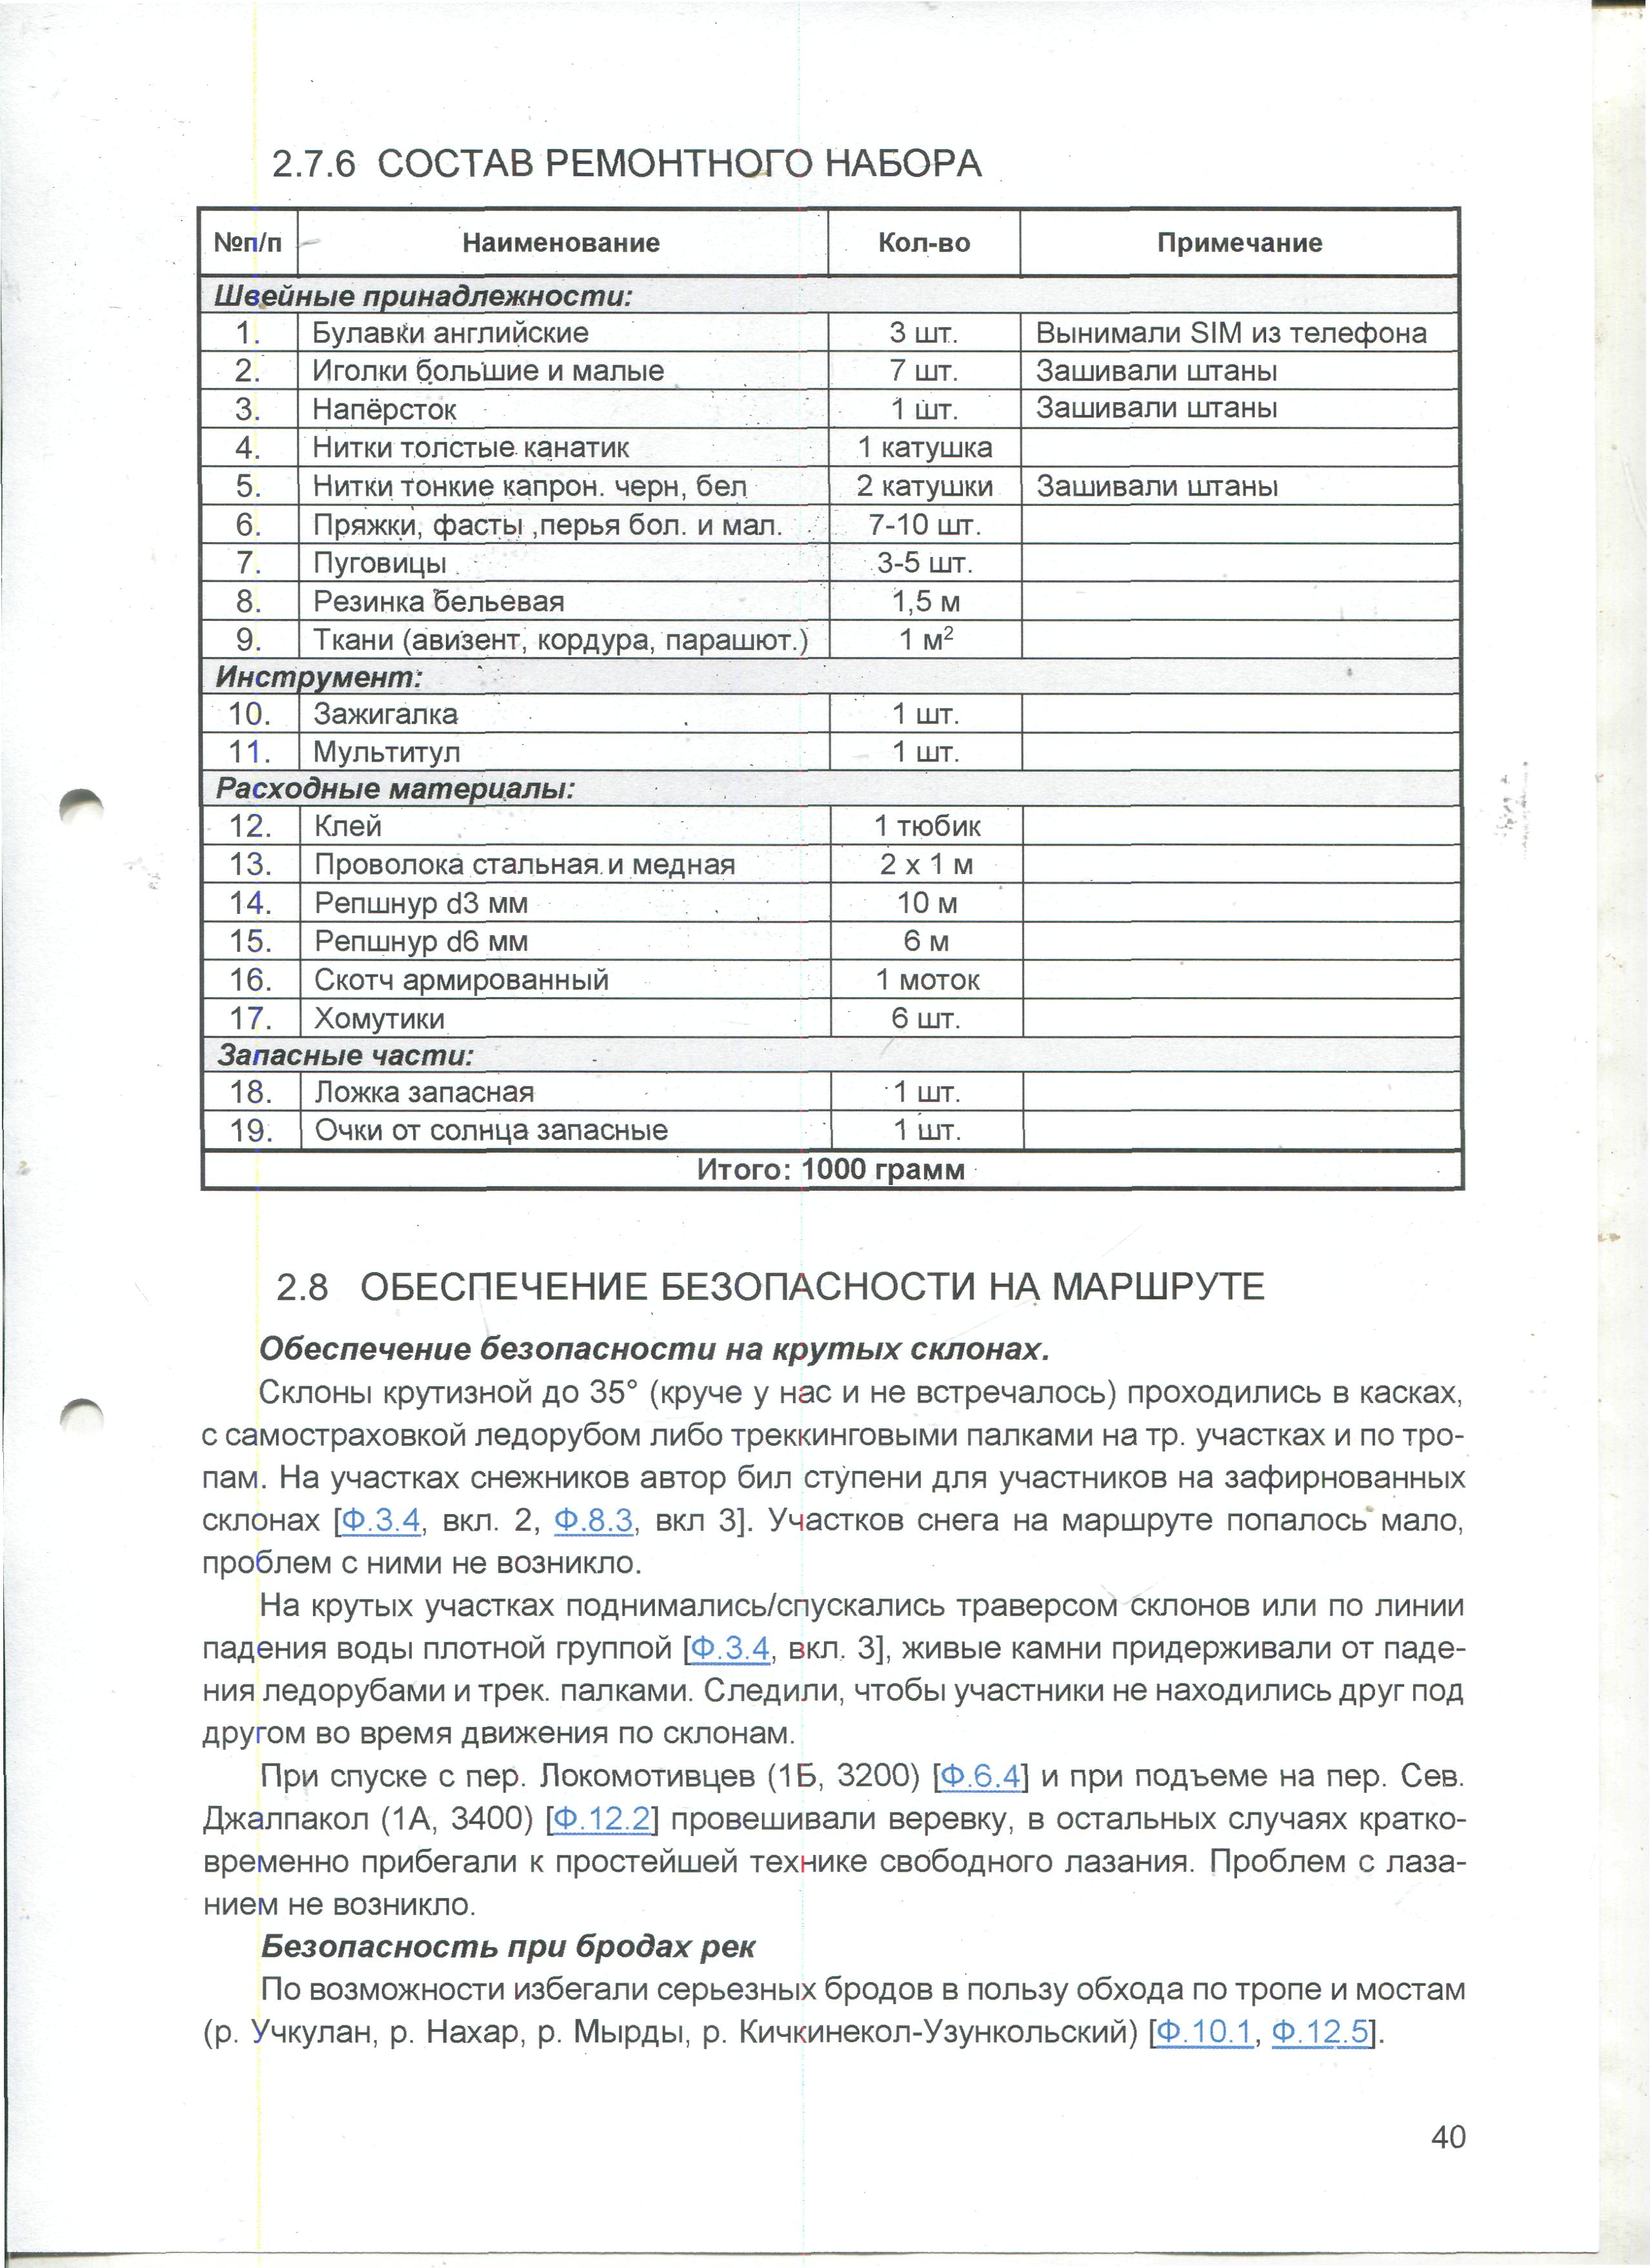 2.7.6 СОСТАВ РЕМОНТНОГО НАБОРА
№п/п Наименование Кол-во Примечание
Швейные принадлежности:
1. Булавки английские 3 шт. Вынимали SIM из телефона
2. Иголки большие и малые 7 шт. Зашивали штаны
3. Напёрсток 1 шт. Зашивали штаны
4. Нитки толстые канатик 1 катушка
5. Нитки тонкие капрон. черн, бел 2 катушки Зашивали штаны
6. Пряжки, фасты ,перья бол. и мал. 7-10 шт.
7. Пуговицы 3-5 шт.
8. Резинка бельевая 1,5 м
9. Ткани (авизент, кордура, парашют.) 1 м²
Инструмент:
10. Зажигалка 1 шт.
11. Мультитул 1 шт.
Расходные материалы:
12. Клей 1 тюбик
13. Проволока стальная и медная 2 х 1 м
14. Репшнур d3 мм 10 м
15. Репшнур d6 мм 6 м
16. Скотч армированный 1 моток
17. Хомутики 6 шт.
Запасные части:
18. Ложка запасная 1 шт.
19. Очки от солнца запасные 1 шт.
Итого: 1000 грамм
2.8 ОБЕСПЕЧЕНИЕ БЕЗОПАСНОСТИ НА МАРШРУТЕ
Обеспечение безопасности на крутых склонах.
Склоны крутизной до 35° (круче у нас и не встречалось) проходились в касках,
с самостраховкой ледорубом либо треккинговыми палками на тр. участках и по тро-
пам. На участках снежников автор бил ступени для участников на зафирнованных
склонах [Ф.3.4, вкл. 2, Ф.8.3, вкл 3]. Участков снега на маршруте попалось мало,
проблем с ними не возникло.
На крутых участках поднимались/спускались траверсом склонов или по линии
падения воды плотной группой [Ф.3.4, вкл. 3], живые камни придерживали от паде-
ния ледорубами и трек. палками. Следили, чтобы участники не находились друг под
другом во время движения по склонам.
При спуске с пер. Локомотивцев (1Б, 3200) [Ф.6.4] и при подъеме на пер. Сев.
Джалпакол (1А, 3400) [Ф.12.2] провешивали веревку, в остальных случаях кратко-
временно прибегали к простейшей технике свободного лазания. Проблем с лаза-
нием не возникло.
Безопасность при бродах рек
По возможности избегали серьезных бродов в пользу обхода по тропе и мостам
(р. Учкулан, р. Нахар, р. Мырды, р. Кичкинекол-Узункольский) [Ф.10.1, Ф.12.5].
40